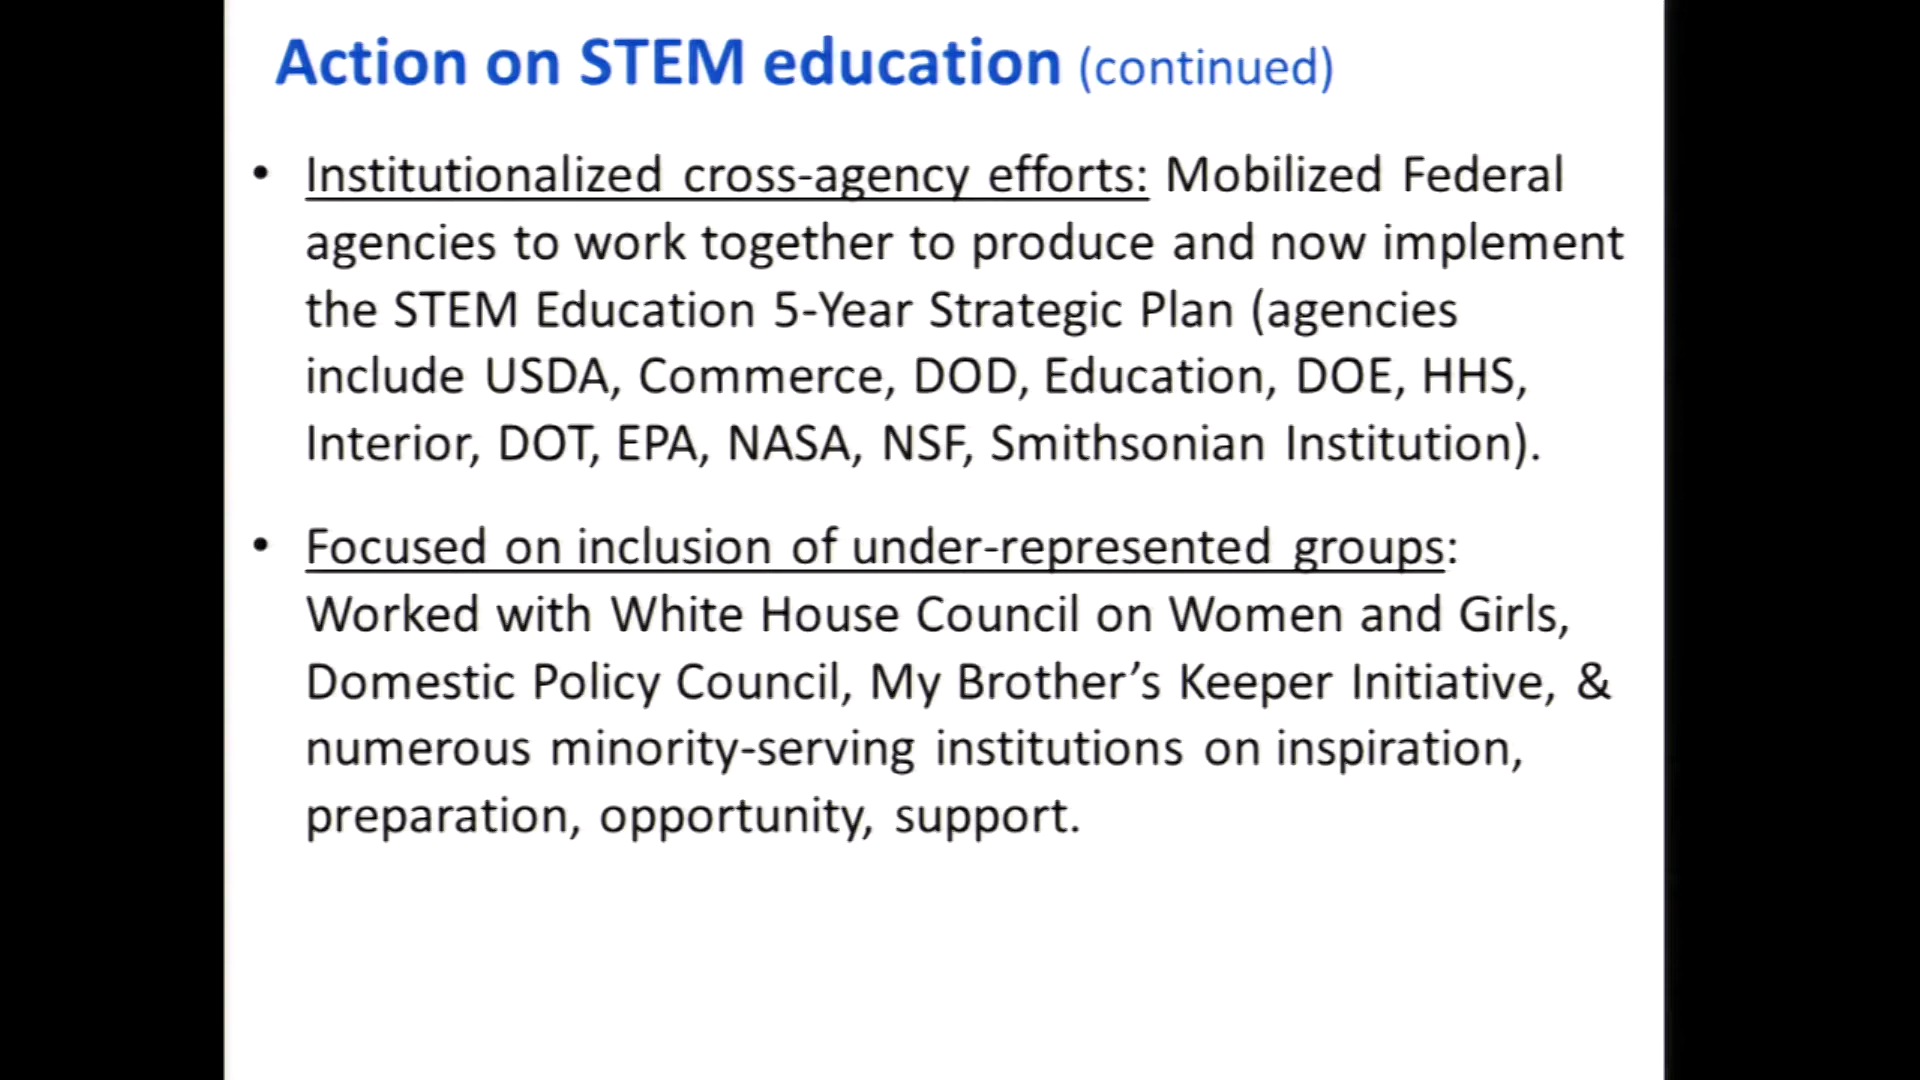 Action on STEM education (continued)
• Institutionalized cross-agency efforts: Mobilized Federal
agencies to work together to produce and now implement
the STEM Education 5-Year Strategic Plan (agencies
include USDA, Commerce, DOD, Education, DOE, HHS,
Interior, DOT, EPA, NASA, NSF, Smithsonian Institution).
• Focused on inclusion of under-represented groups:
Worked with White House Council on Women and Girls,
Domestic Policy Council, My Brother’s Keeper Initiative, &
numerous minority-serving institutions on inspiration,
preparation, opportunity, support.